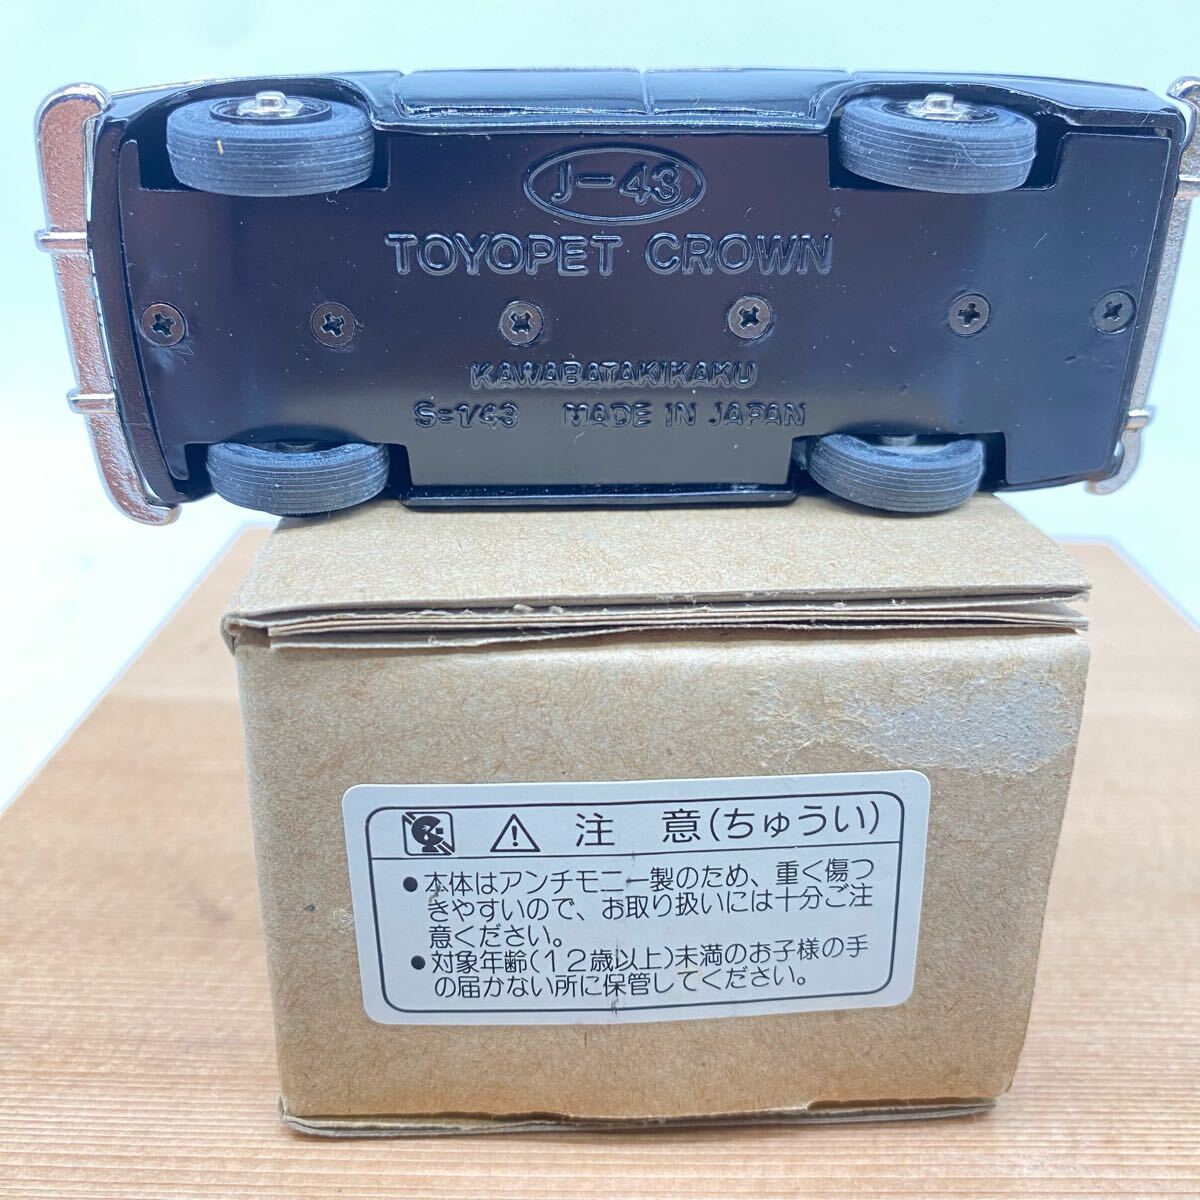 J-43
TOYOPET CROWN
KAWABATAKIKAKU
S=1/43 MADE IN JAPAN
注 意(ちゅうい)
●本体はアンチモニー製のため、重く傷つ
きやすいので、お取り扱いには十分ご注
意ください。
●対象年齢(12歳以上)未満のお子様の手
の届かない所に保管してください。